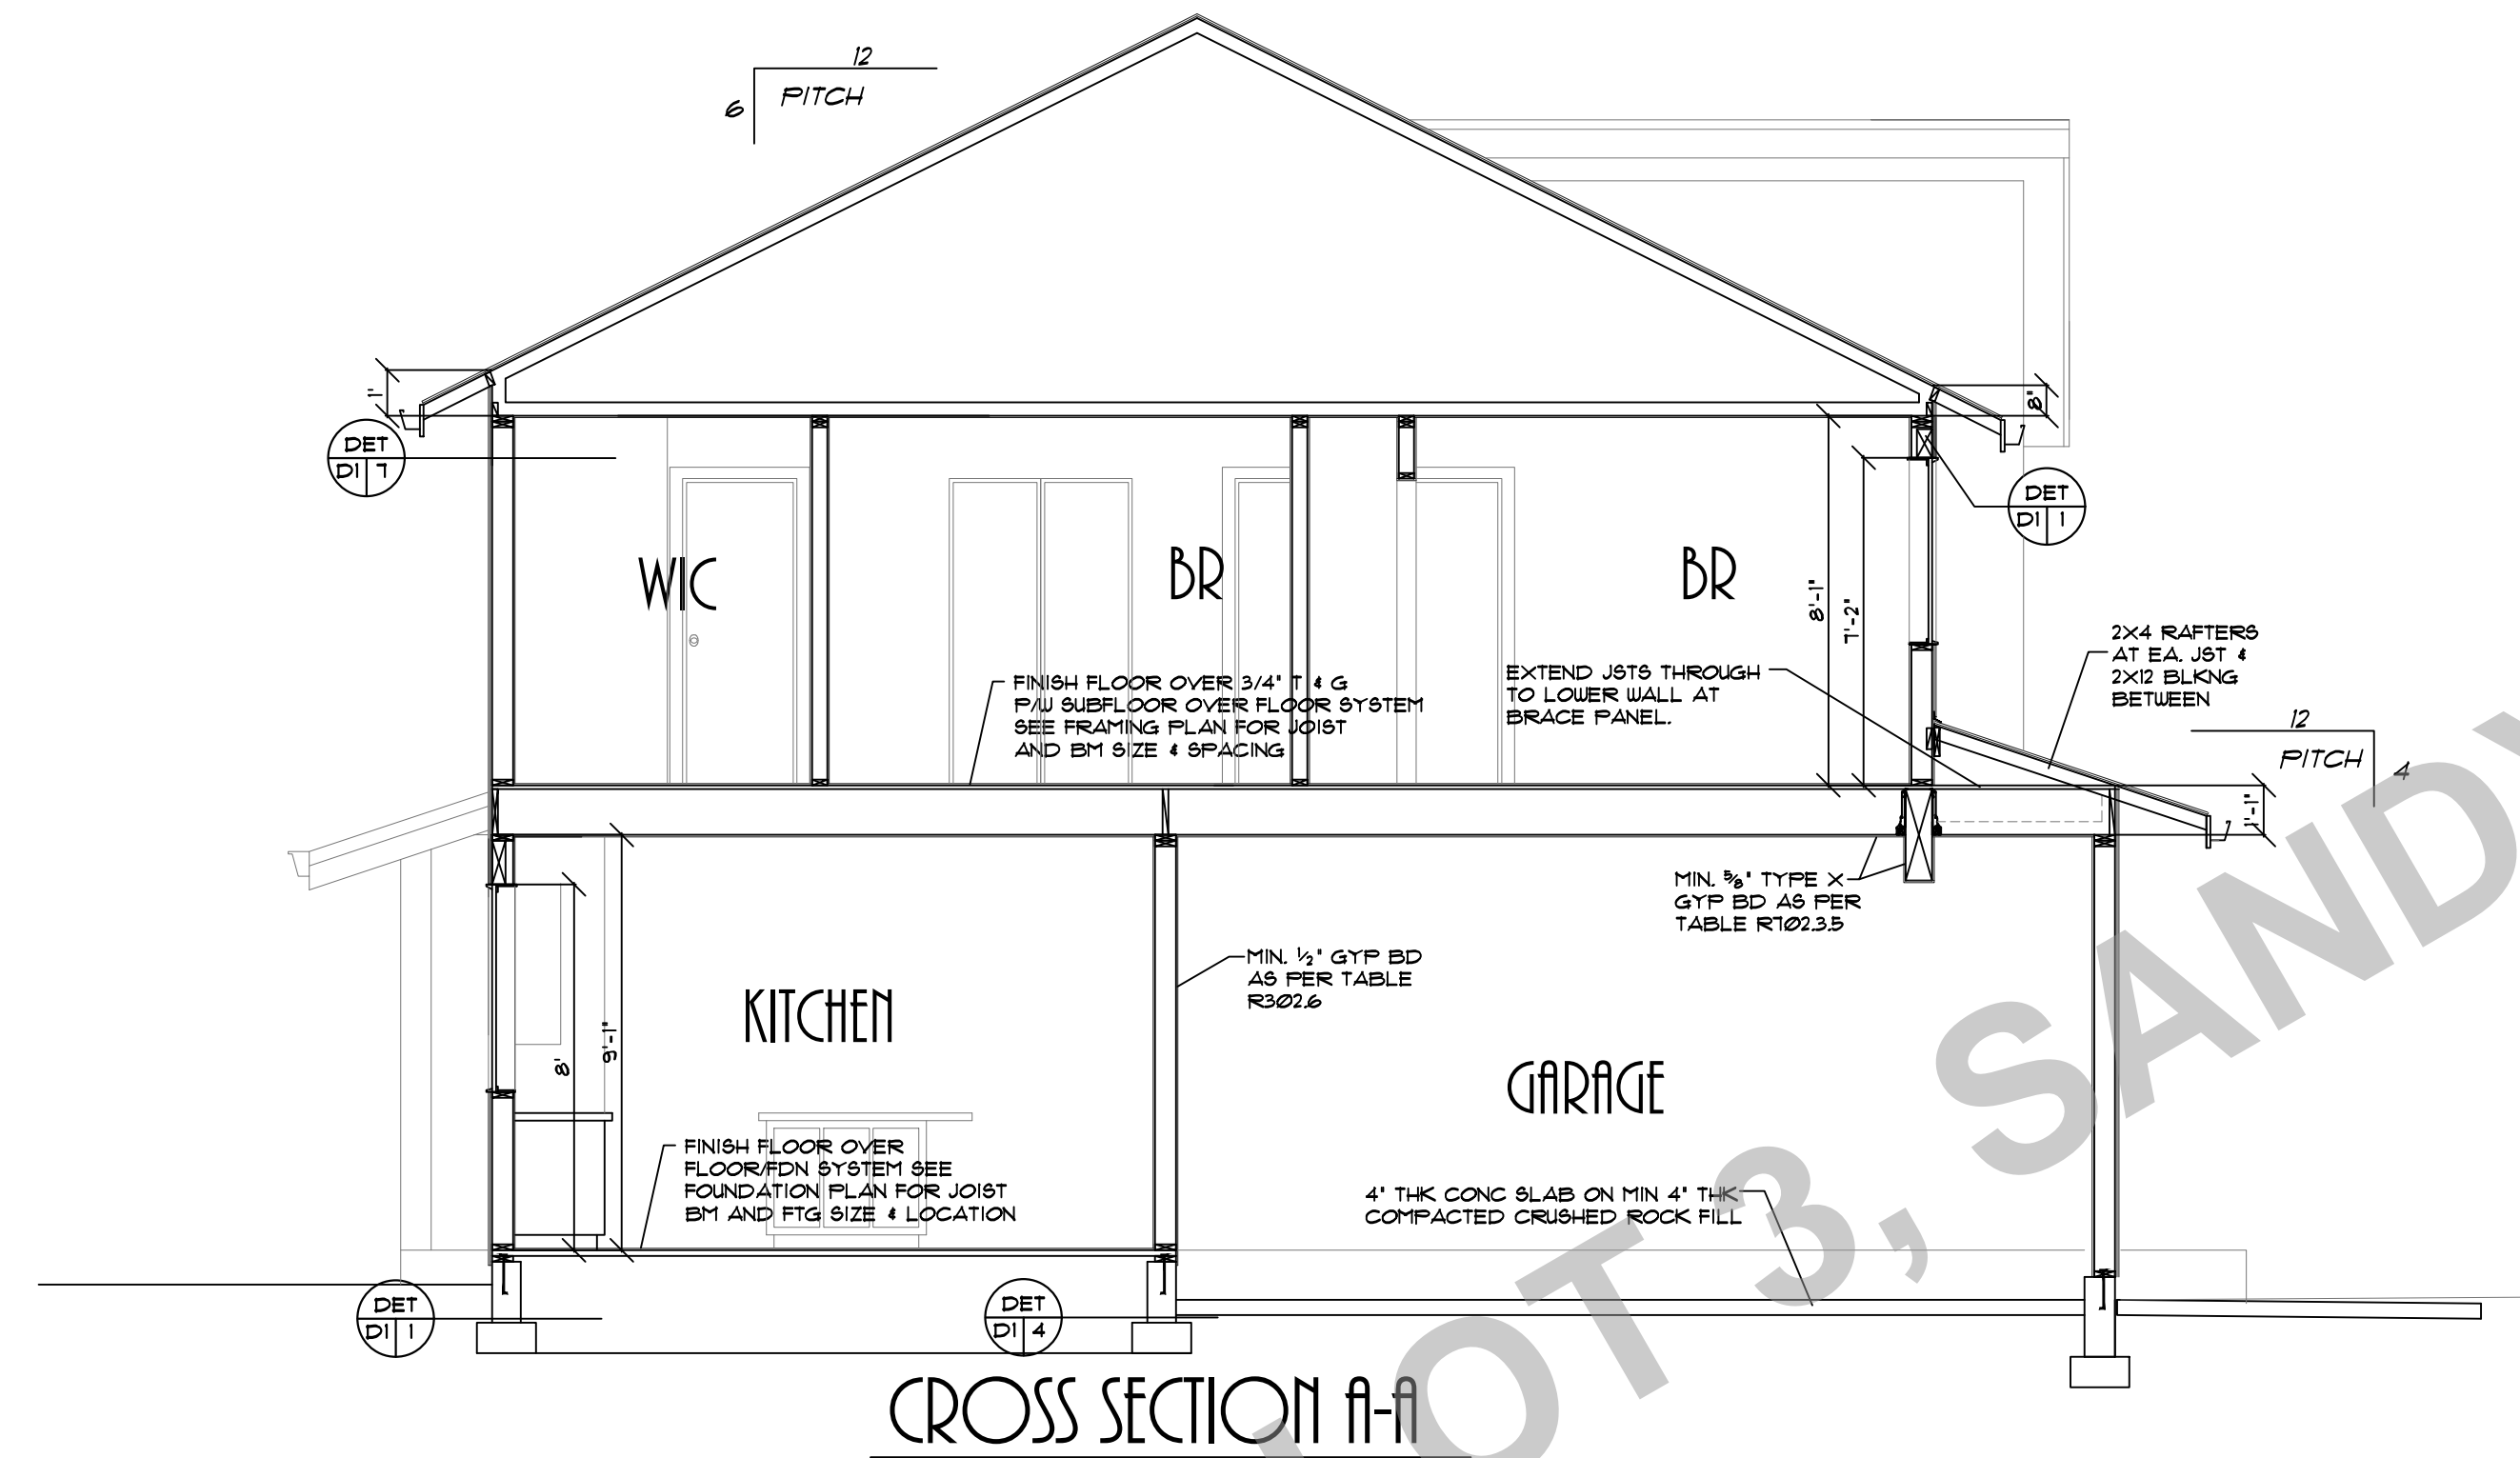 12
PITCH
6
1'
8"
DET
D1 7
DET
D1 1
WIC
BR
BR
8'-1"
7'-2"
2X4 RAFTERS
AT EA. JST &
2X12 BLKNG
BETWEEN
FINISH FLOOR OVER 3/4" T & G
P/W SUBFLOOR OVER FLOOR SYSTEM
SEE FRAMING PLAN FOR JOIST
AND BM SIZE & SPACING
EXTEND JSTS THROUGH
TO LOWER WALL AT
BRACE PANEL.
12
PITCH
4
1'-1"
MIN. 5/8" TYPE X
GYP BD AS PER
TABLE R702.3.5
MIN. 1/2" GYP BD
AS PER TABLE
R302.6
KITCHEN
8'
9'-1"
GARAGE
FINISH FLOOR OVER
FLOOR/FDN SYSTEM SEE
FOUNDATION PLAN FOR JOIST
BM AND FTG SIZE & LOCATION
4" THK CONC SLAB ON MIN 4" THK
COMPACTED CRUSHED ROCK FILL
DET
D1 1
DET
D1 4
CROSS SECTION A-A
LOT 3, SANDY